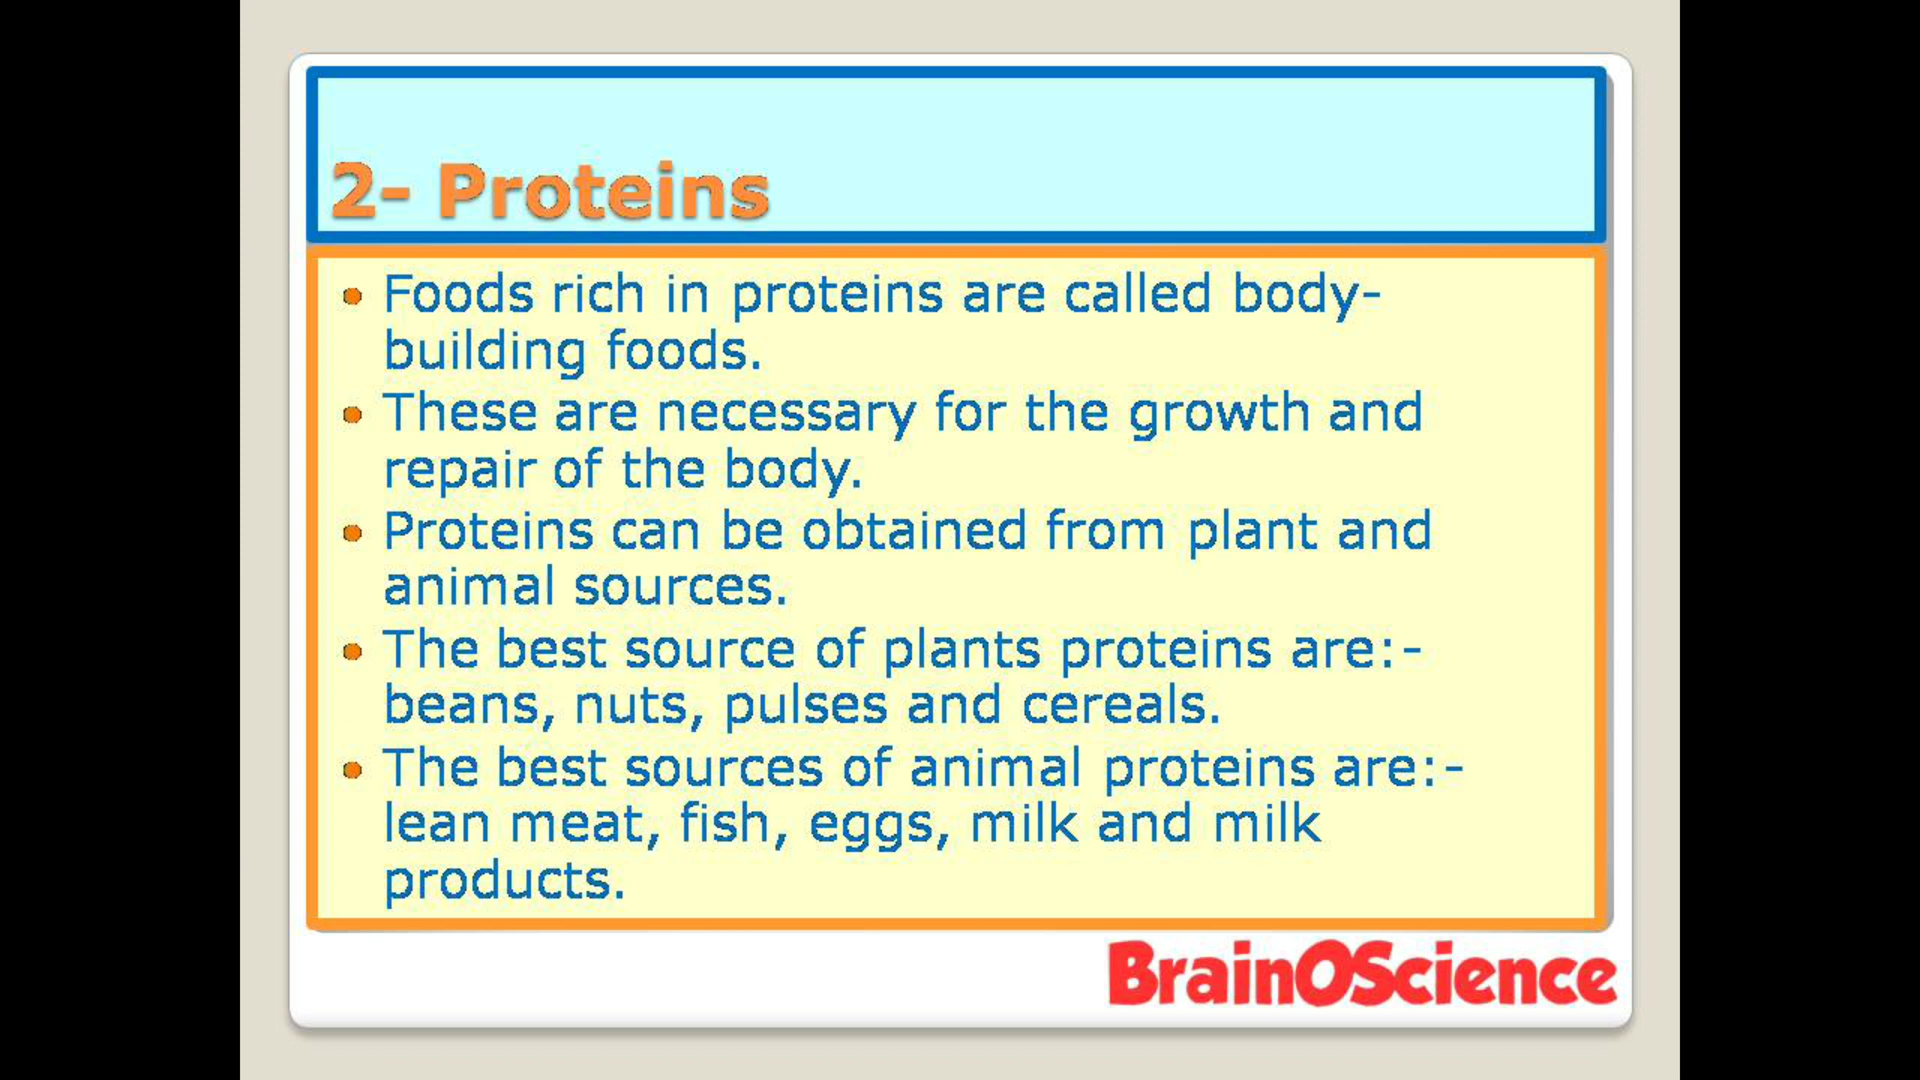 2- Proteins
• Foods rich in proteins are called body-
building foods.
• These are necessary for the growth and
repair of the body.
• Proteins can be obtained from plant and
animal sources.
• The best source of plants proteins are:-
beans, nuts, pulses and cereals.
• The best sources of animal proteins are:-
lean meat, fish, eggs, milk and milk
products.
BrainOScience